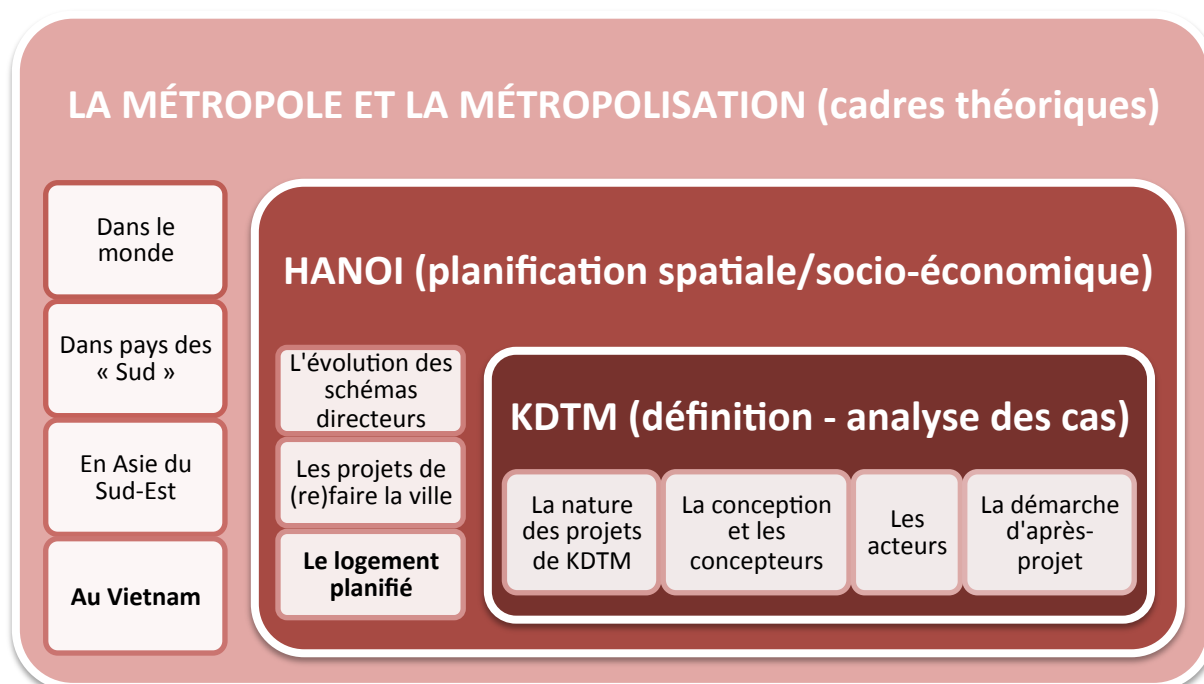 LA MÉTROPOLE ET LA MÉTROPOLISATION (cadres théoriques)
Dans le
monde
Dans pays des
« Sud »
En Asie du
Sud-Est
Au Vietnam
HANOI (planification spatiale/socio-économique)
L'évolution des
schémas
directeurs
Les projets de
(re)faire la ville
Le logement
planifié
KDTM (définition - analyse des cas)
La nature
des projets
de KDTM
La conception
et les
concepteurs
Les
acteurs
La démarche
d'après-
projet